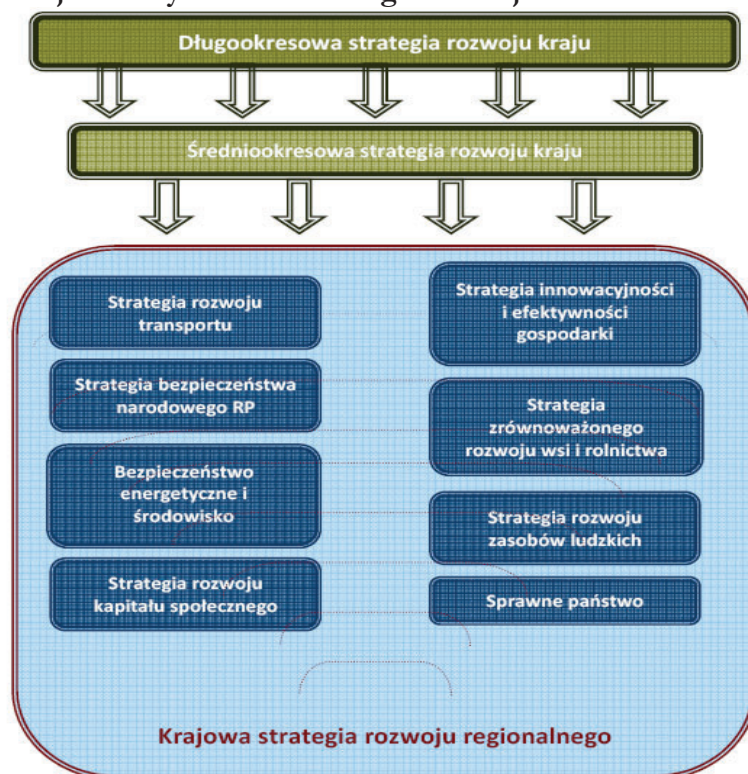 Długookresowa strategia rozwoju kraju
Średniookresowa strategia rozwoju kraju
Strategia rozwoju
transportu
Strategia bezpieczeństwa
narodowego RP
Bezpieczeństwo
energetyczne i
środowisko
Strategia rozwoju
kapitału społecznego
Strategia innowacyjności
i efektywności
gospodarki
Strategia
zrównoważonego
rozwoju wsi i rolnictwa
Strategia rozwoju
zasobów ludzkich
Sprawne państwo
Krajowa strategia rozwoju regionalnego